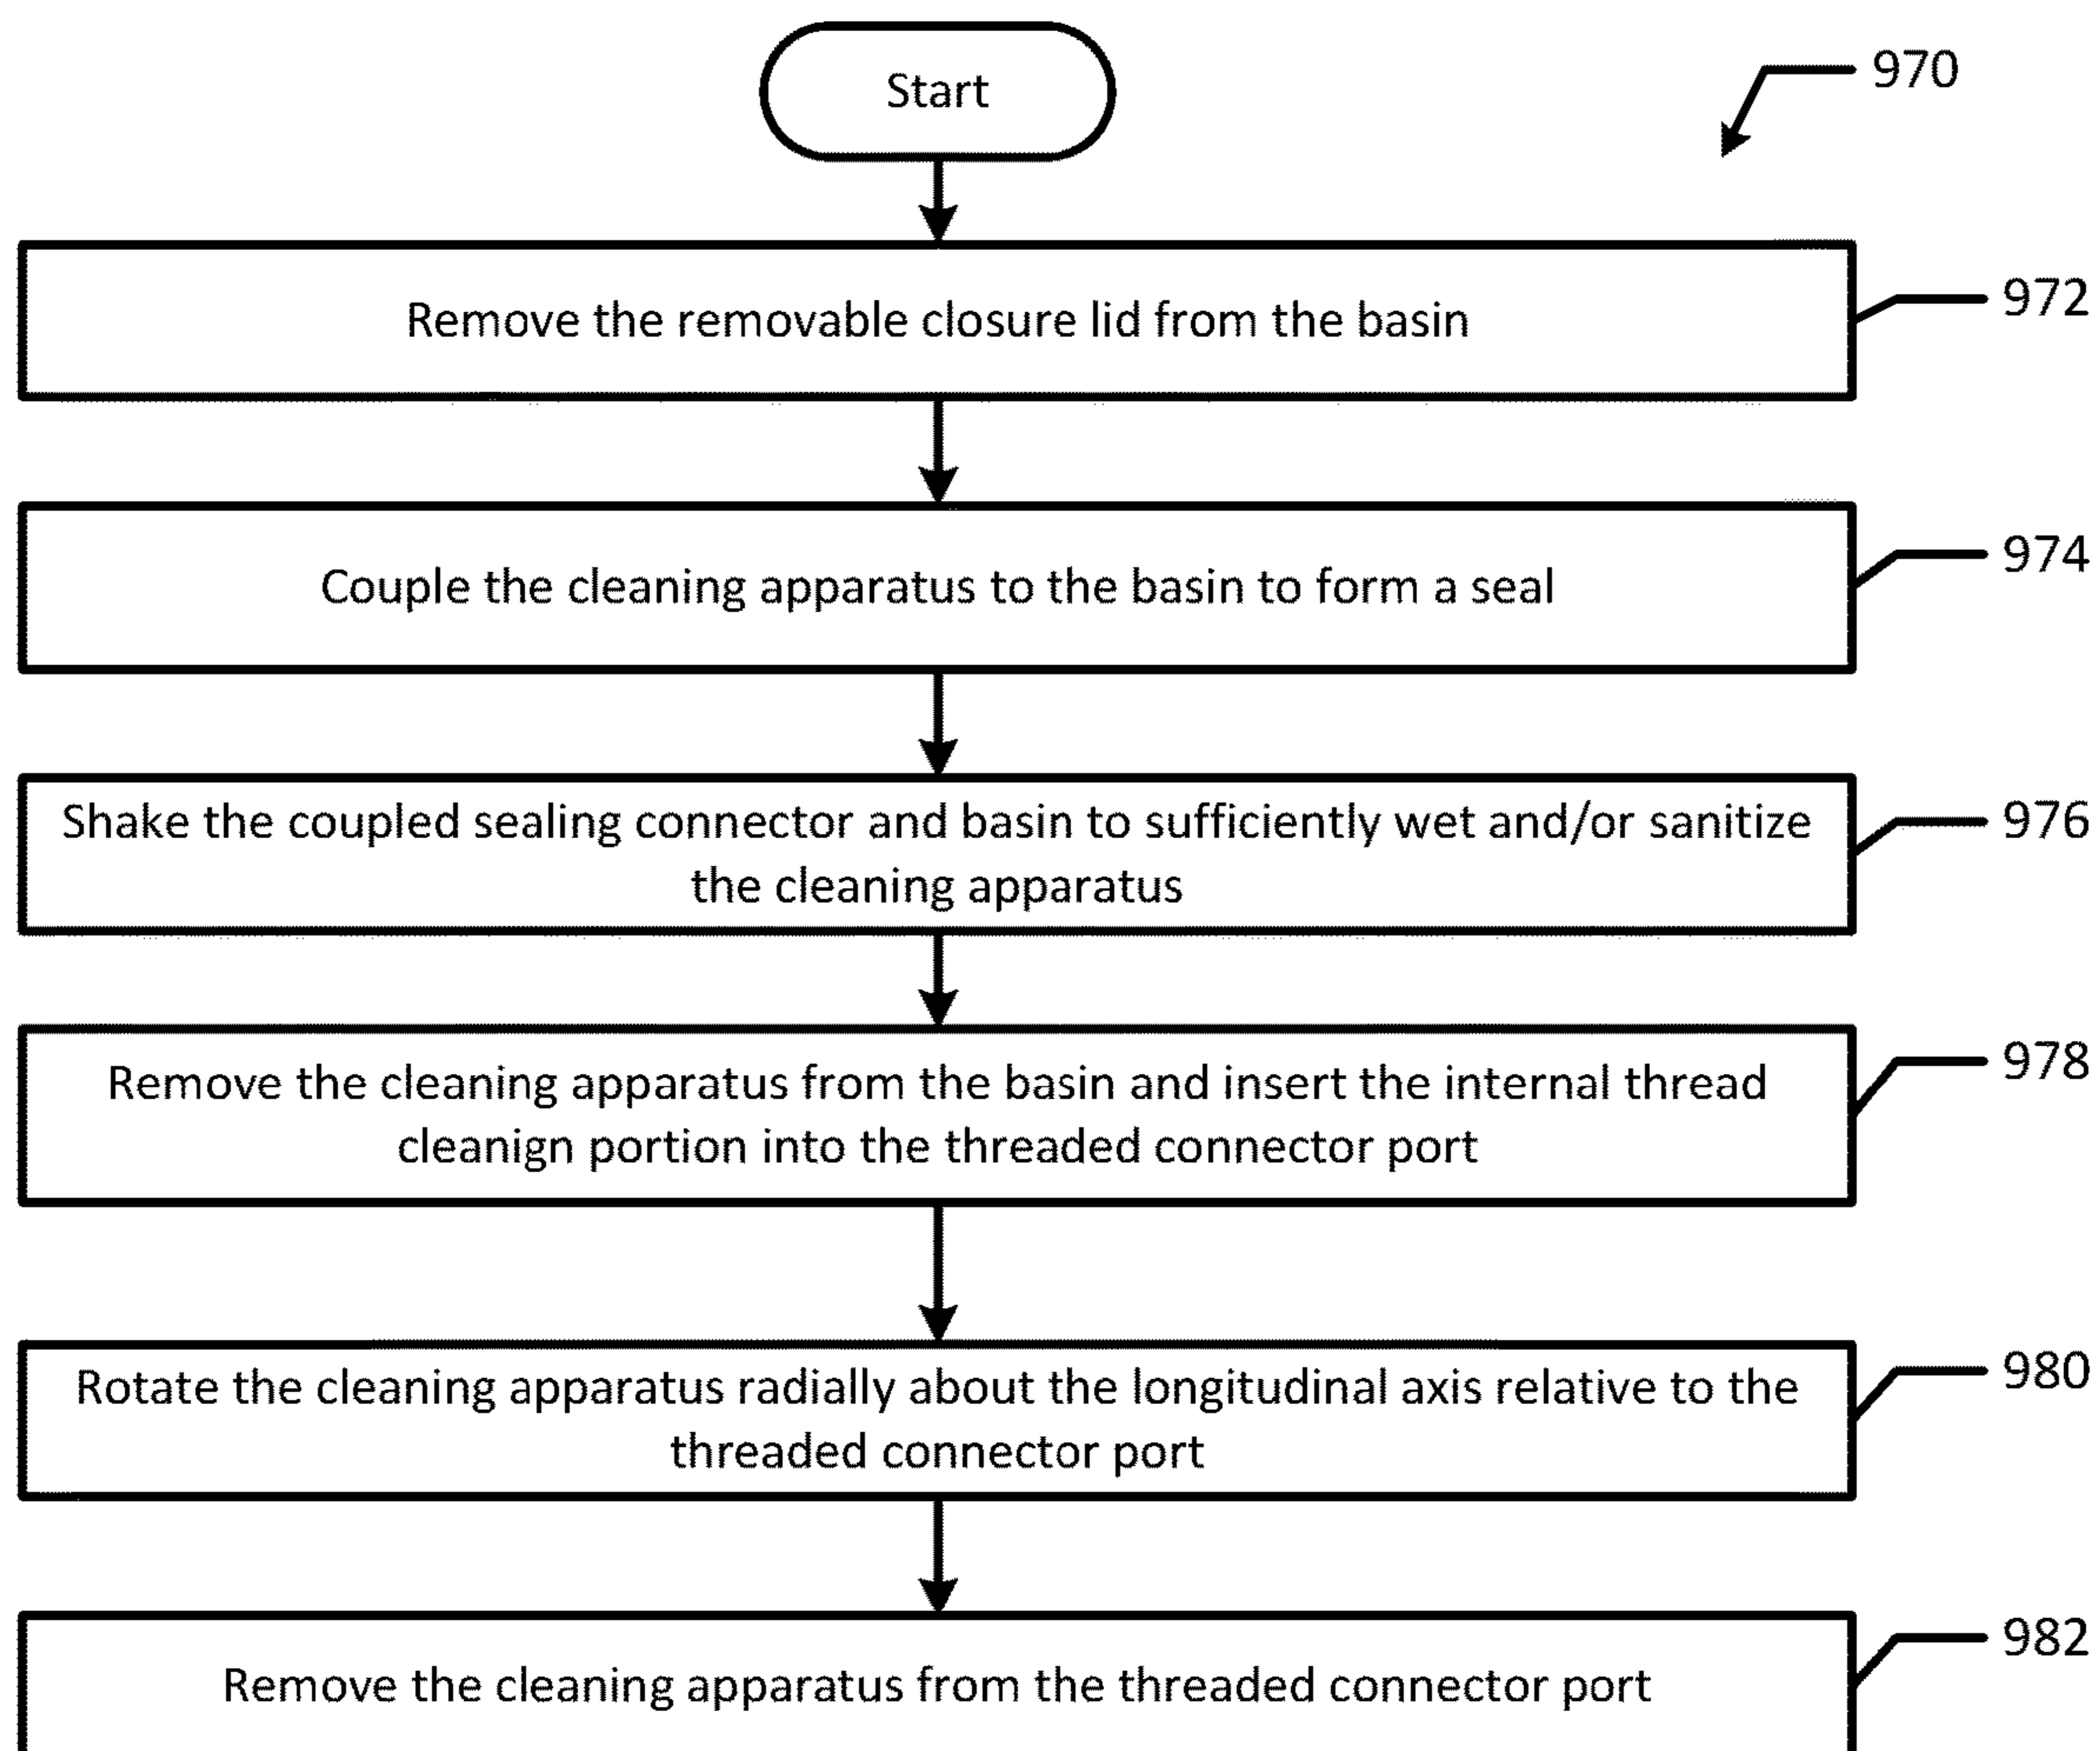 Start
970
Remove the removable closure lid from the basin
972
Couple the cleaning apparatus to the basin to form a seal
974
Shake the coupled sealing connector and basin to sufficiently wet and/or sanitize
the cleaning apparatus
976
Remove the cleaning apparatus from the basin and insert the internal thread
cleanign portion into the threaded connector port
978
Rotate the cleaning apparatus radially about the longitudinal axis relative to the
threaded connector port
980
Remove the cleaning apparatus from the threaded connector port
982